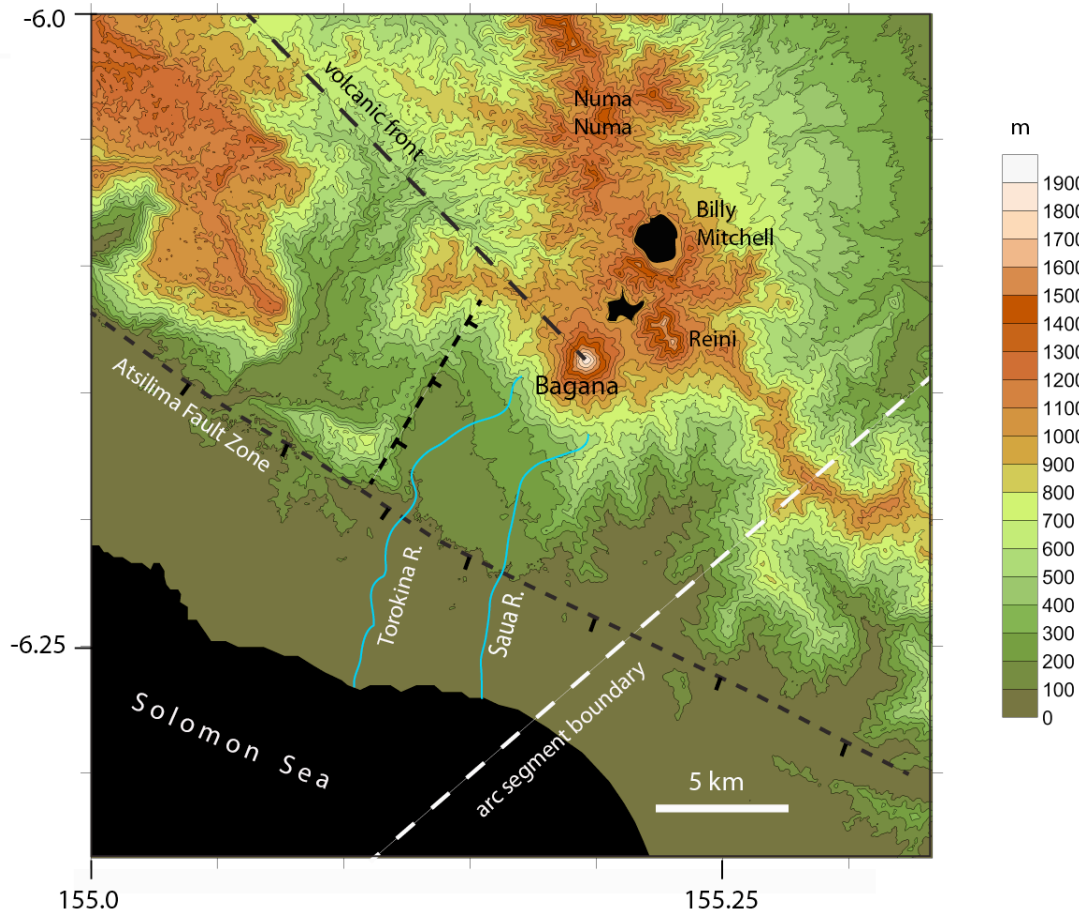 -6.0
volcanic front
Numa
Numa
m
Billy
Mitchell
Reini
Bagana
Atsilima Fault Zone
1900
1800
1700
1600
1500
1400
1300
1200
1100
1000
900
800
700
600
500
400
300
200
100
0
Torokina R.
Saua R.
-6.25
arc segment boundary
Solomon Sea
5 km
155.0
155.25